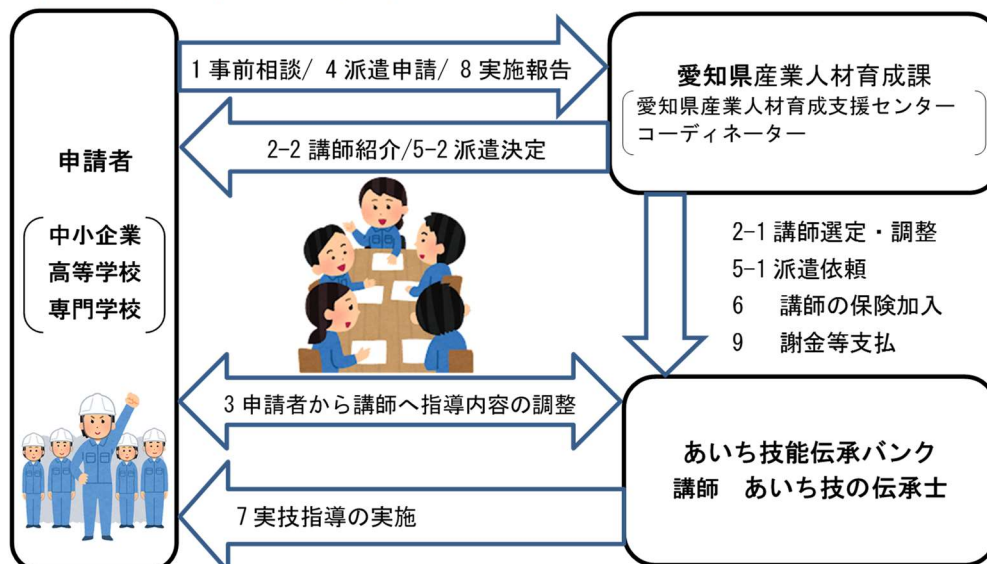 1 事前相談/ 4 派遣申請/ 8 実施報告
2-2 講師紹介/5-2 派遣決定
申請者
中小企業
高等学校
専門学校
愛知県産業人材育成課
愛知県産業人材育成支援センター
コーディネーター
2-1 講師選定・調整
5-1 派遣依頼
6 講師の保険加入
9 謝金等支払
3 申請者から講師へ指導内容の調整
7 実技指導の実施
あいち技能伝承バンク
講師 あいち技の伝承士